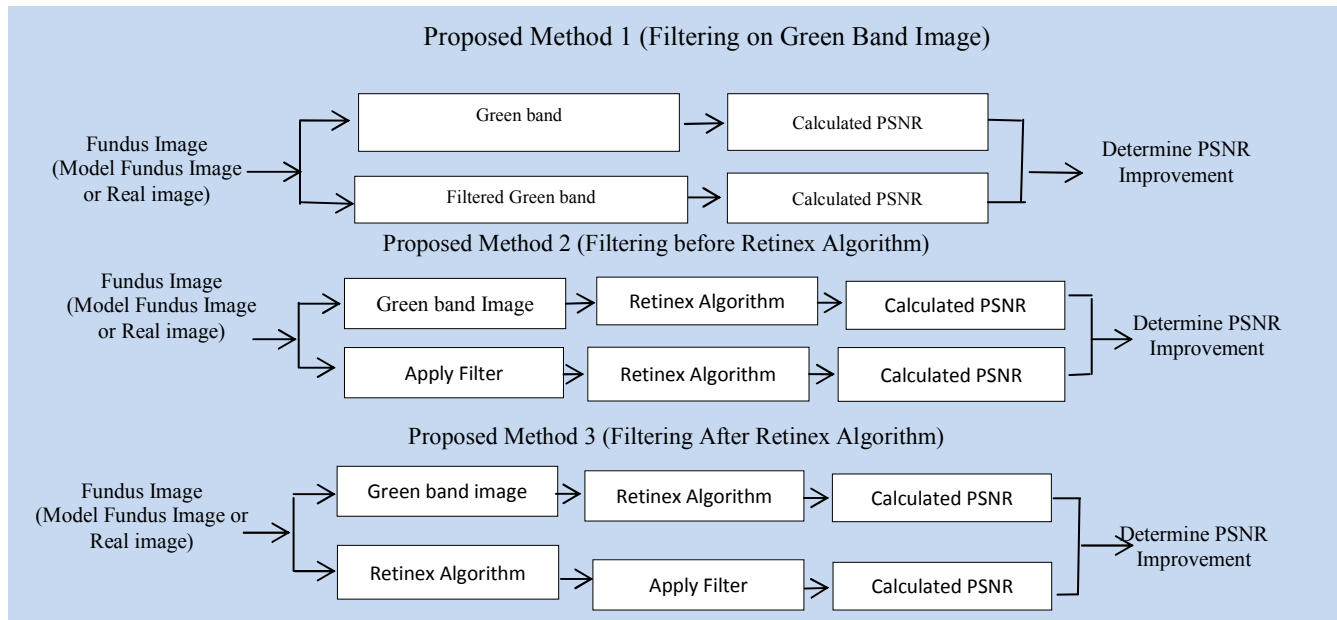 Proposed Method 1 (Filtering on Green Band Image)
Fundus Image
(Model Fundus Image
or Real image)
Green band
Calculated PSNR
Filtered Green band
Calculated PSNR
Determine PSNR
Improvement
Proposed Method 2 (Filtering before Retinex Algorithm)
Fundus Image
(Model Fundus Image
or Real image)
Green band Image
Retinex Algorithm
Calculated PSNR
Apply Filter
Retinex Algorithm
Calculated PSNR
Determine PSNR
Improvement
Proposed Method 3 (Filtering After Retinex Algorithm)
Fundus Image
(Model Fundus Image or
Real image)
Green band image
Retinex Algorithm
Calculated PSNR
Retinex Algorithm
Apply Filter
Calculated PSNR
Determine PSNR
Improvement